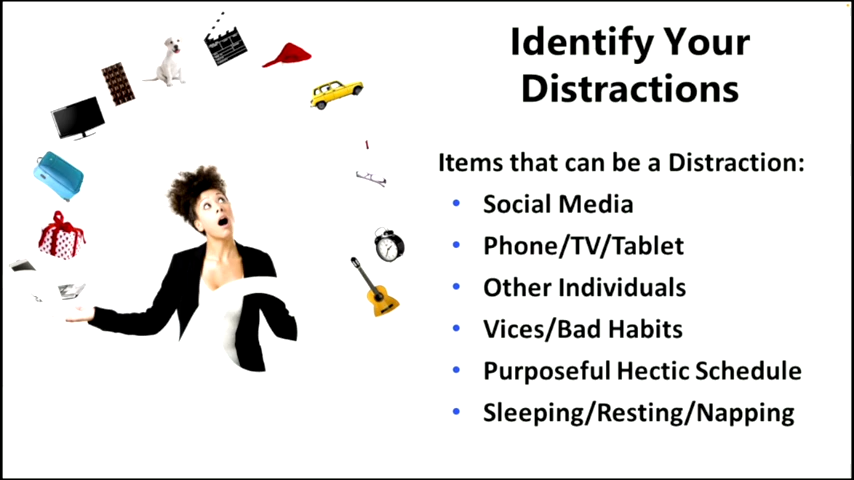 Identify Your
Distractions
Items that can be a Distraction:
• Social Media
• Phone/TV/Tablet
• Other Individuals
• Vices/Bad Habits
• Purposeful Hectic Schedule
• Sleeping/Resting/Napping